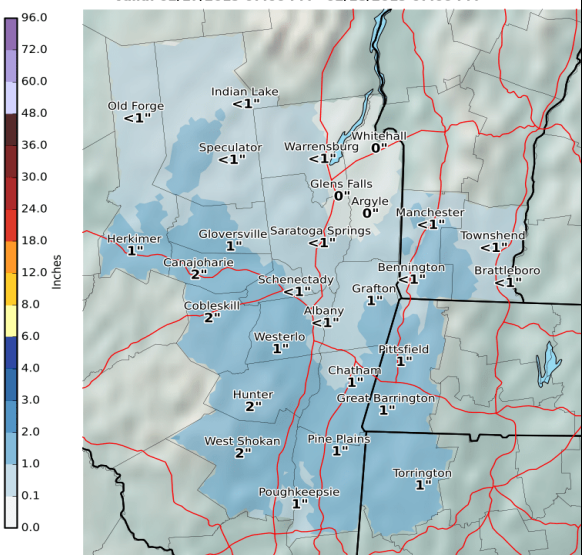 96.0
72.0
60.0
48.0
36.0
30.0
24.0
18.0
12.0
8.0
6.0
4.0
3.0
2.0
1.0
0.1
0.0
Inches
Old Forge
<1"
Indian Lake
<1"
Speculator
<1"
Warrensburg
<1"
Whitehall
0"
Glens Falls
0"
Argyle
0"
Herkimer
1"
Gloversville
1"
Saratoga Springs
<1"
Manchester
<1"
Townshend
<1"
Canajoharie
2"
Schenectady
<1"
Bennington
<1"
Brattleboro
<1"
Grafton
1"
Cobleskill
2"
Albany
<1"
Westerlo
1"
Pittsfield
1"
Chatham
1"
Hunter
2"
Great Barrington
1"
West Shokan
2"
Pine Plains
1"
Torrington
1"
Poughkeepsie
1"